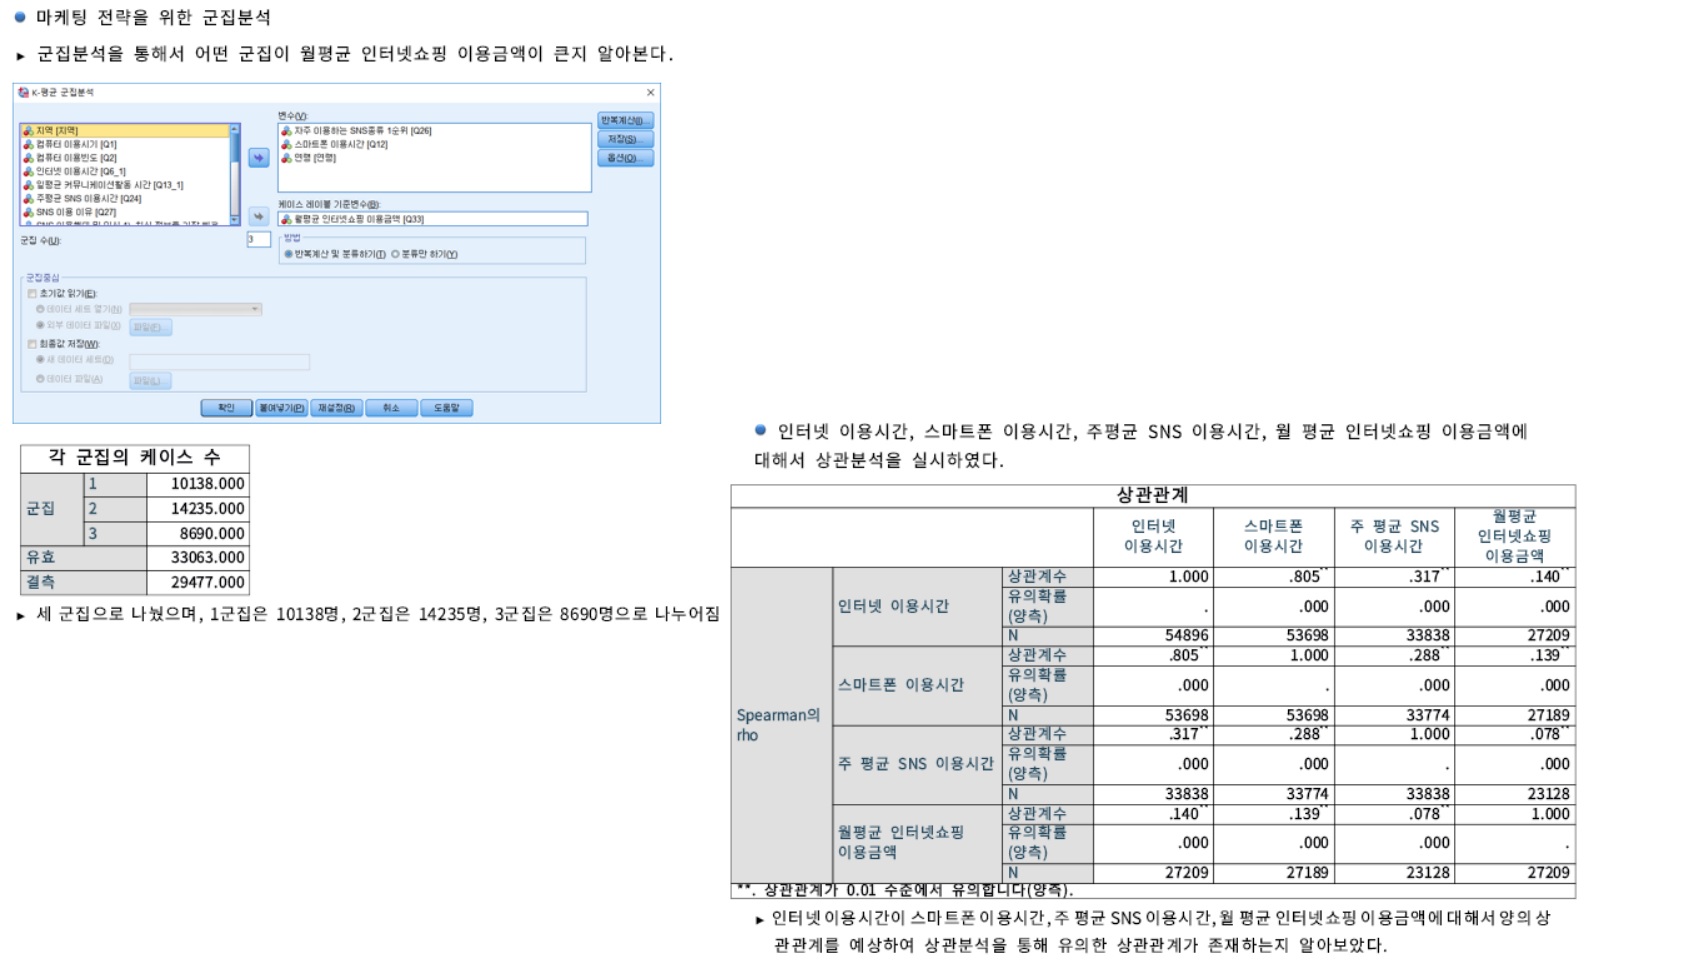 마케팅 전략을 위한 군집분석
▶ 군집분석을 통해서 어떤 군집이 월평균 인터넷쇼핑 이용금액이 큰지 알아본다.
K-평균 군집분석
변수(V):
지역 [지역]
컴퓨터 이용시기 [Q1]
컴퓨터 이용빈도 [Q2]
인터넷 이용시간 [Q6_1]
일평균 커뮤니케이션활동 시간 [Q13_1]
주평균 SNS 이용시간 [Q24]
SNS 이용 이유 [Q27]
자주 이용하는 SNS종류 1순위 [Q26]
스마트폰 이용시간 [Q12]
연령 [연령]
반복계산(I)...
저장(S)...
옵션(O)...
케이스 레이블 기준변수(B):
월평균 인터넷쇼핑 이용금액 [Q33]
군집 수(U): 3
방법
반복계산 및 분류하기(T) 분류만 하기(Y)
군집중심
초기값 읽기(E):
데이터 세트 열기(N)
외부 데이터 파일(X) 파일(F)...
최종값 저장(W):
새 데이터 세트(D)
데이터 파일(A) 파일(L)...
확인 붙여넣기(P) 재설정(R) 취소 도움말
각 군집의 케이스 수
군집 1 10138.000
2 14235.000
3 8690.000
유효 33063.000
결측 29477.000
▶ 세 군집으로 나눴으며, 1군집은 10138명, 2군집은 14235명, 3군집은 8690명으로 나누어짐
인터넷 이용시간, 스마트폰 이용시간, 주평균 SNS 이용시간, 월 평균 인터넷쇼핑 이용금액에
대해서 상관분석을 실시하였다.
상관관계
인터넷 이용시간 스마트폰 이용시간 주 평균 SNS 이용시간 월평균 인터넷쇼핑 이용금액
Spearman의 rho 인터넷 이용시간 상관계수 1.000 .805** .317** .140**
유의확률 (양측) . .000 .000 .000
N 54896 53698 33838 27209
스마트폰 이용시간 상관계수 .805** 1.000 .288** .139**
유의확률 (양측) .000 . .000 .000
N 53698 53698 33774 27189
주 평균 SNS 이용시간 상관계수 .317** .288** 1.000 .078**
유의확률 (양측) .000 .000 . .000
N 33838 33774 33838 23128
월평균 인터넷쇼핑 이용금액 상관계수 .140** .139** .078** 1.000
유의확률 (양측) .000 .000 .000 .
N 27209 27189 23128 27209
**. 상관관계가 0.01 수준에서 유의합니다(양측).
▶ 인터넷 이용시간이 스마트폰 이용시간, 주 평균 SNS 이용시간, 월 평균 인터넷쇼핑 이용금액에 대해서 양의 상
관관계를 예상하여 상관분석을 통해 유의한 상관관계가 존재하는지 알아보았다.